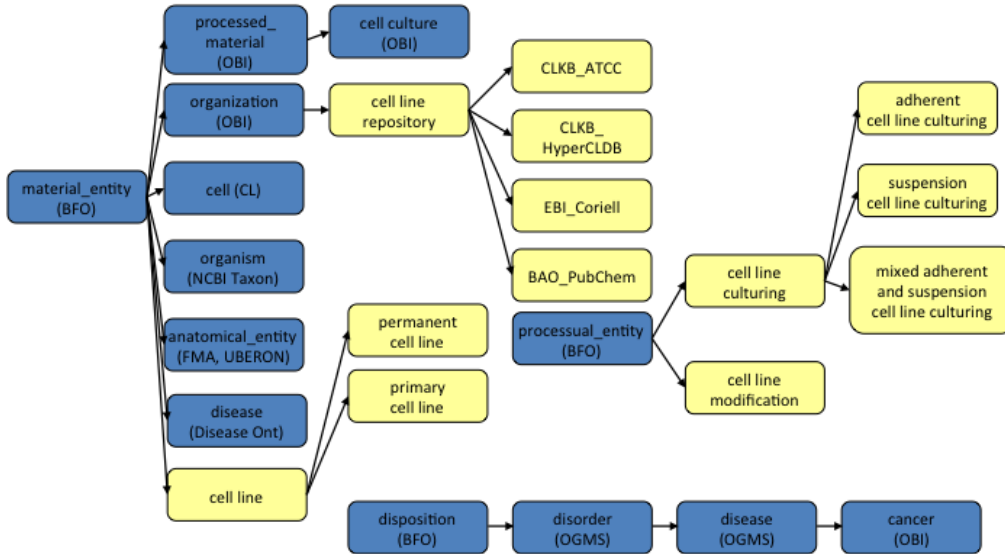 processed_
material
(OBI)
cell culture
(OBI)
organization
(OBI)
cell line
repository
CLKB_ATCC
CLKB_
HyperCLDB
EBI_Coriell
BAO_PubChem
material_entity
(BFO)
cell (CL)
organism
(NCBI Taxon)
anatomical_entity
(FMA, UBERON)
disease
(Disease Ont)
cell line
permanent
cell line
primary
cell line
processual_entity
(BFO)
cell line
culturing
cell line
modification
adherent
cell line culturing
suspension
cell line culturing
mixed adherent
and suspension
cell line culturing
disposition
(BFO)
disorder
(OGMS)
disease
(OGMS)
cancer
(OBI)